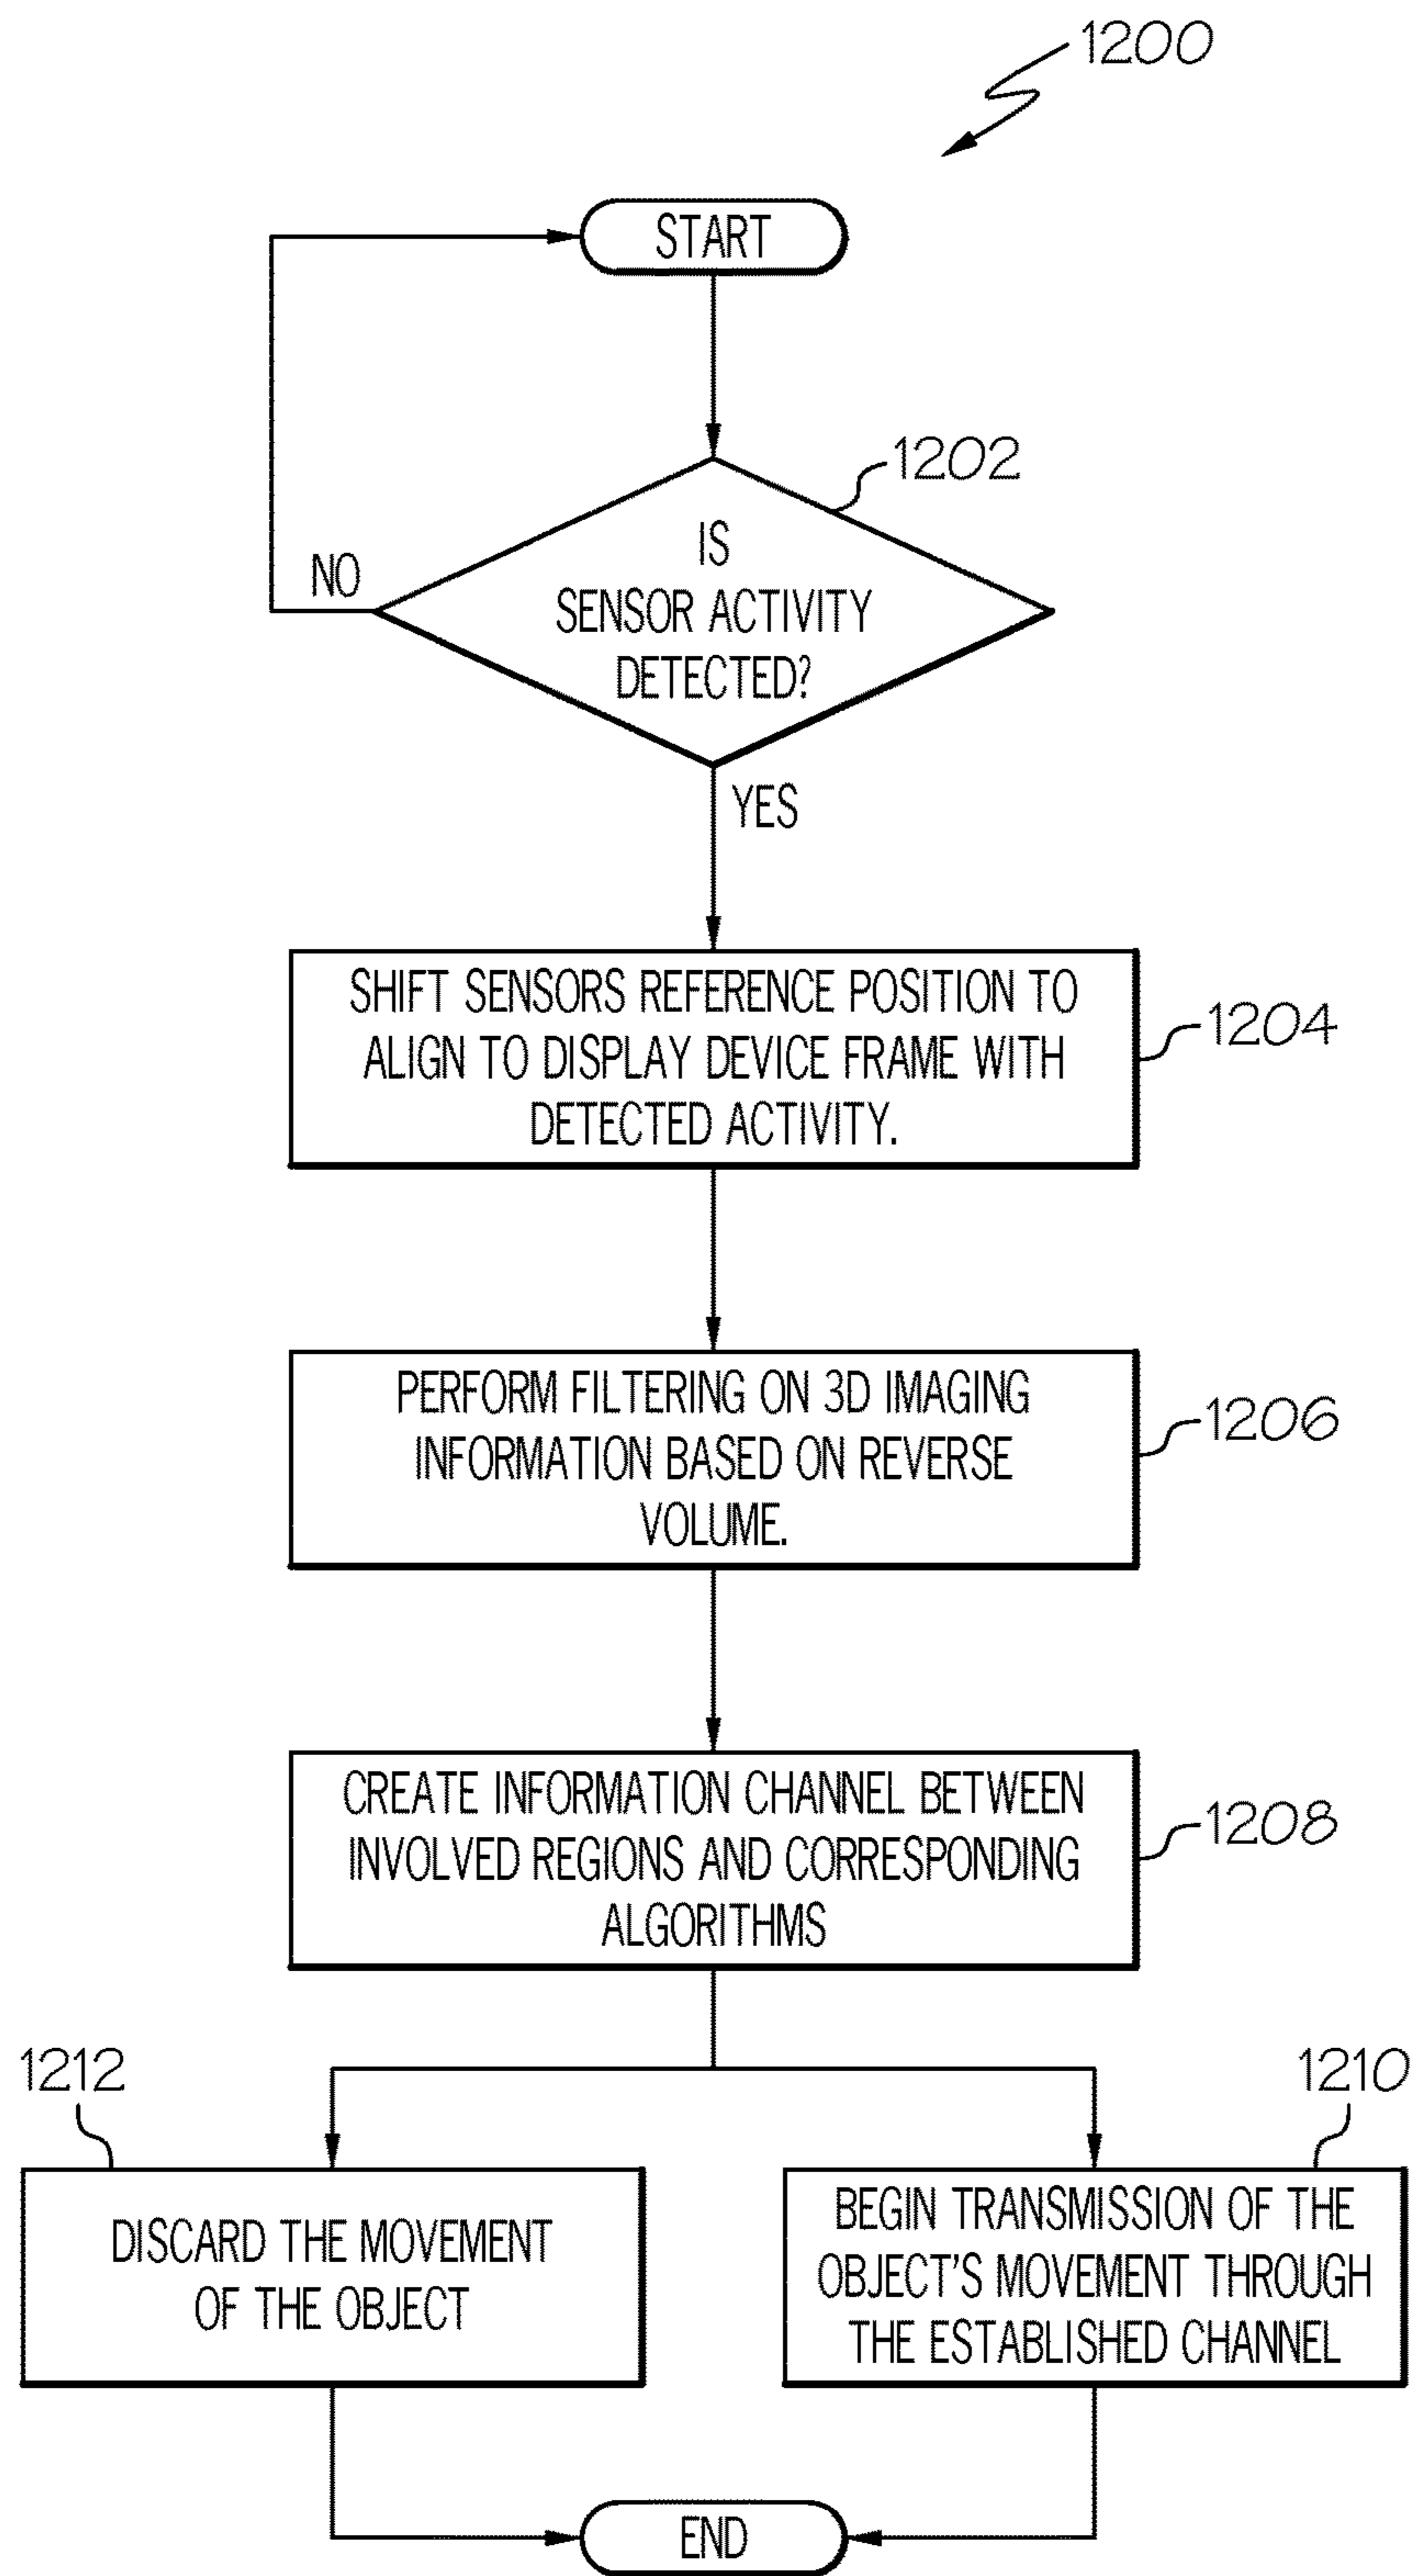 1200
START
1202
IS
SENSOR ACTIVITY
DETECTED?
NO
YES
SHIFT SENSORS REFERENCE POSITION TO
ALIGN TO DISPLAY DEVICE FRAME WITH
DETECTED ACTIVITY.
1204
PERFORM FILTERING ON 3D IMAGING
INFORMATION BASED ON REVERSE
VOLUME.
1206
CREATE INFORMATION CHANNEL BETWEEN
INVOLVED REGIONS AND CORRESPONDING
ALGORITHMS
1208
1212
1210
DISCARD THE MOVEMENT
OF THE OBJECT
BEGIN TRANSMISSION OF THE
OBJECT'S MOVEMENT THROUGH
THE ESTABLISHED CHANNEL
END